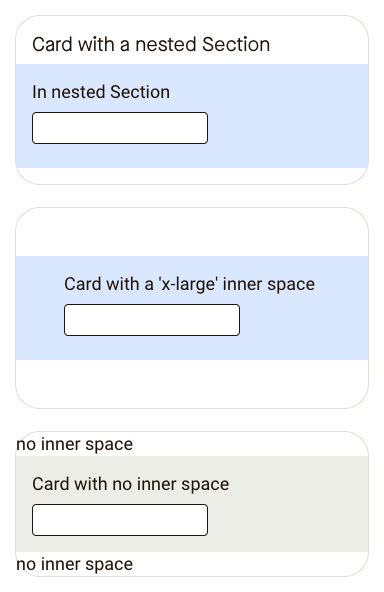 Card with a nested Section
In nested Section
Card with a 'x-large' inner space
no inner space
Card with no inner space
no inner space